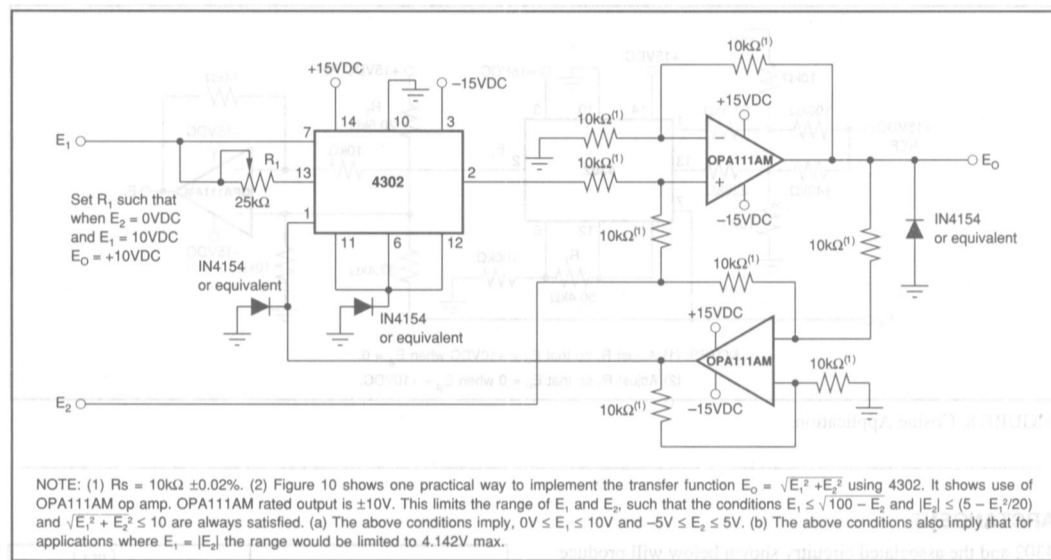 +15VDC
–15VDC
14
10
3
E1
7
R1
13
4302
2
25kΩ
1
11
6
12
Set R1 such that
when E2 = 0VDC
and E1 = 10VDC
EO = +10VDC
IN4154
or equivalent
IN4154
or equivalent
10kΩ(1)
10kΩ(1)
10kΩ(1)
+15VDC
–
OPA111AM
+
–15VDC
EO
10kΩ(1)
10kΩ(1)
IN4154
or equivalent
10kΩ(1)
+15VDC
OPA111AM
–15VDC
10kΩ(1)
10kΩ(1)
E2
NOTE: (1) Rs = 10kΩ ±0.02%. (2) Figure 10 shows one practical way to implement the transfer function EO = √E1² +E2² using 4302. It shows use of
OPA111AM op amp. OPA111AM rated output is ±10V. This limits the range of E1 and E2, such that the conditions E1 ≤ √100 – E2 and |E2| ≤ (5 – E2²/20)
and √E1² + E2² ≤ 10 are always satisfied. (a) The above conditions imply, 0V ≤ E1 ≤ 10V and –5V ≤ E2 ≤ 5V. (b) The above conditions also imply that for
applications where E1 = |E2| the range would be limited to 4.142V max.